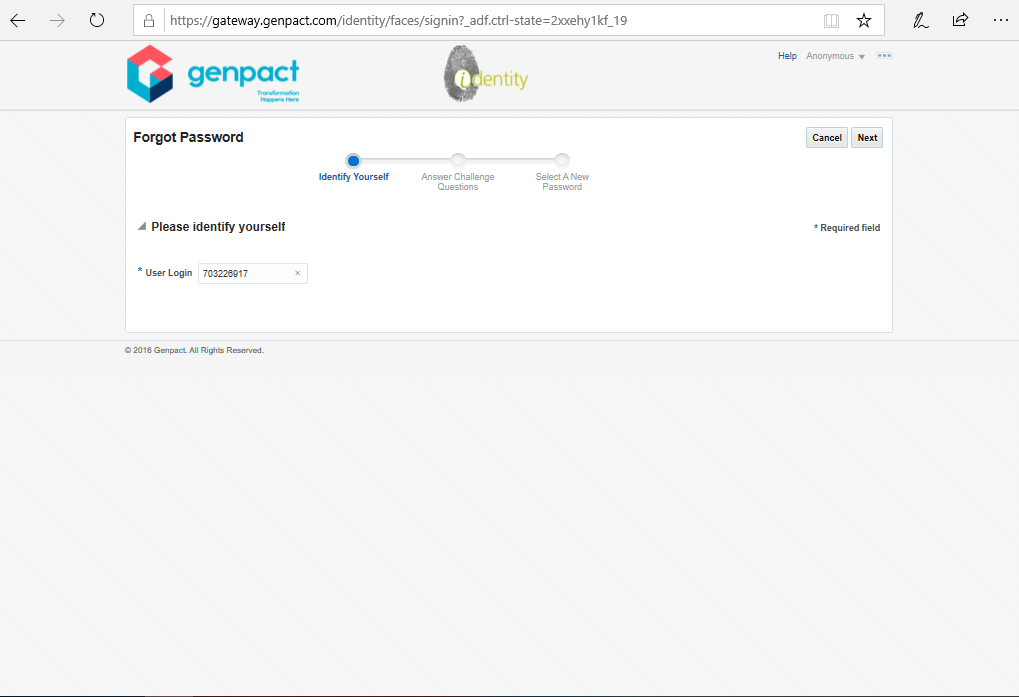 https://gateway.genpact.com/identity/faces/signin?_adf.ctrl-state=2xxehy1kf_19
genpact
Transformation
Happens Here
identity
Help Anonymous
Forgot Password
Cancel Next
Identify Yourself
Answer Challenge
Questions
Select A New
Password
Please identify yourself
* Required field
* User Login 703226917 ×
© 2016 Genpact. All Rights Reserved.